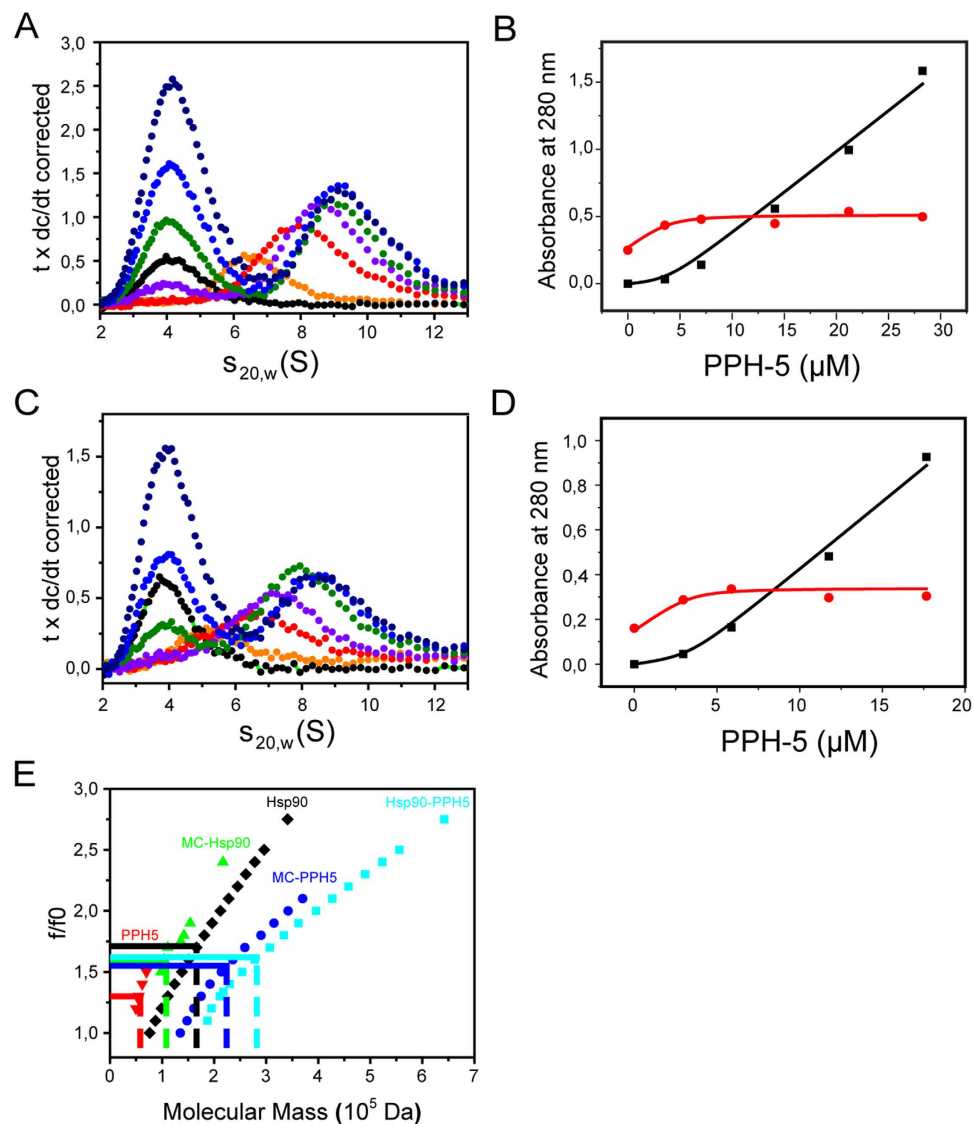 A
3,0
2,5
2,0
1,5
1,0
0,5
0,0
t x dc/dt corrected
2 4 6 8 10 12
s20,w(S)
B
1,5
1,0
0,5
0,0
Absorbance at 280 nm
0 5 10 15 20 25 30
PPH-5 (µM)
C
1,5
1,0
0,5
0,0
t x dc/dt corrected
2 4 6 8 10 12
s20,w(S)
D
1,0
0,8
0,6
0,4
0,2
0,0
Absorbance at 280 nm
0 5 10 15 20
PPH-5 (µM)
E
3,0
2,5
2,0
1,5
1,0
f/f0
Hsp90
Hsp90-PPH5
MC-Hsp90
MC-PPH5
PPH5
0 1 2 3 4 5 6 7
Molecular Mass (10^5 Da)